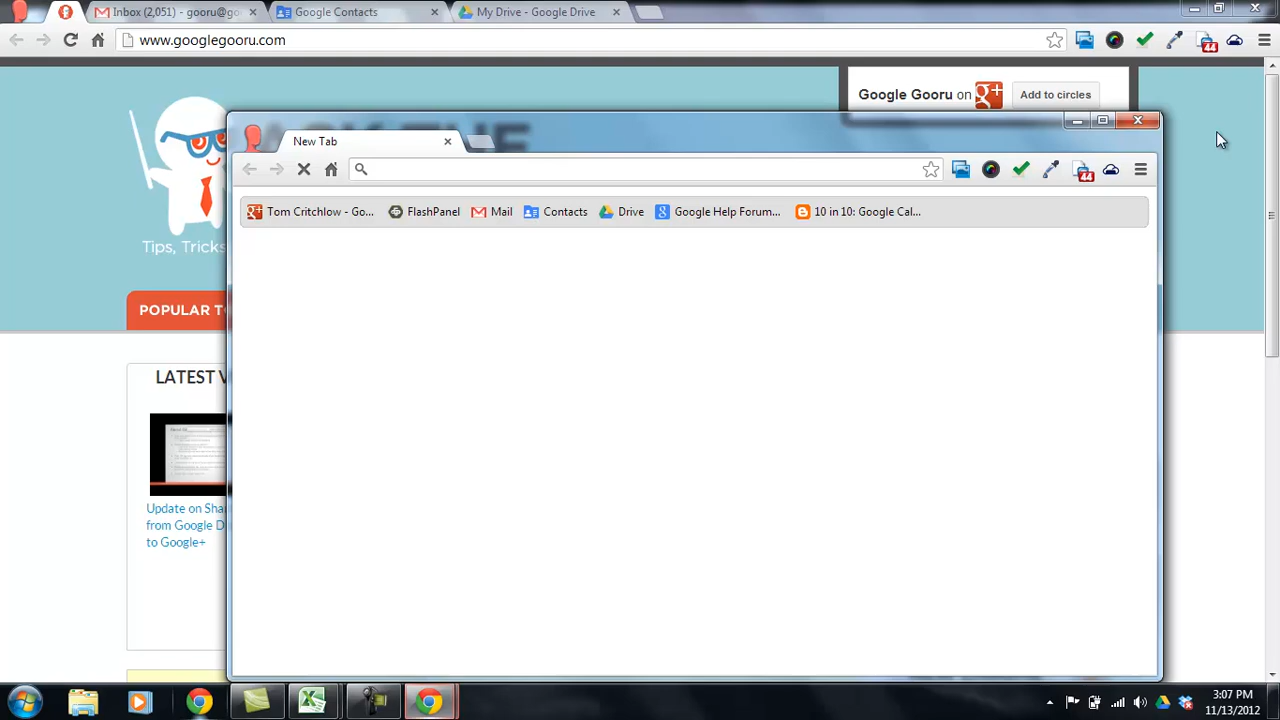 Inbox (2,051) - gooru@go
Google Contacts
My Drive - Google Drive
www.googlegooru.com
44
Google Gooru on g+ Add to circles
New Tab
44
Tom Critchlow - Go...
FlashPanel
Mail
Contacts
Drive
Google Help Forum...
10 in 10: Google Cal...
Tips, Tricks
POPULAR T
LATEST V
Update on Sha
from Google D
to Google+
3:07 PM
11/13/2012